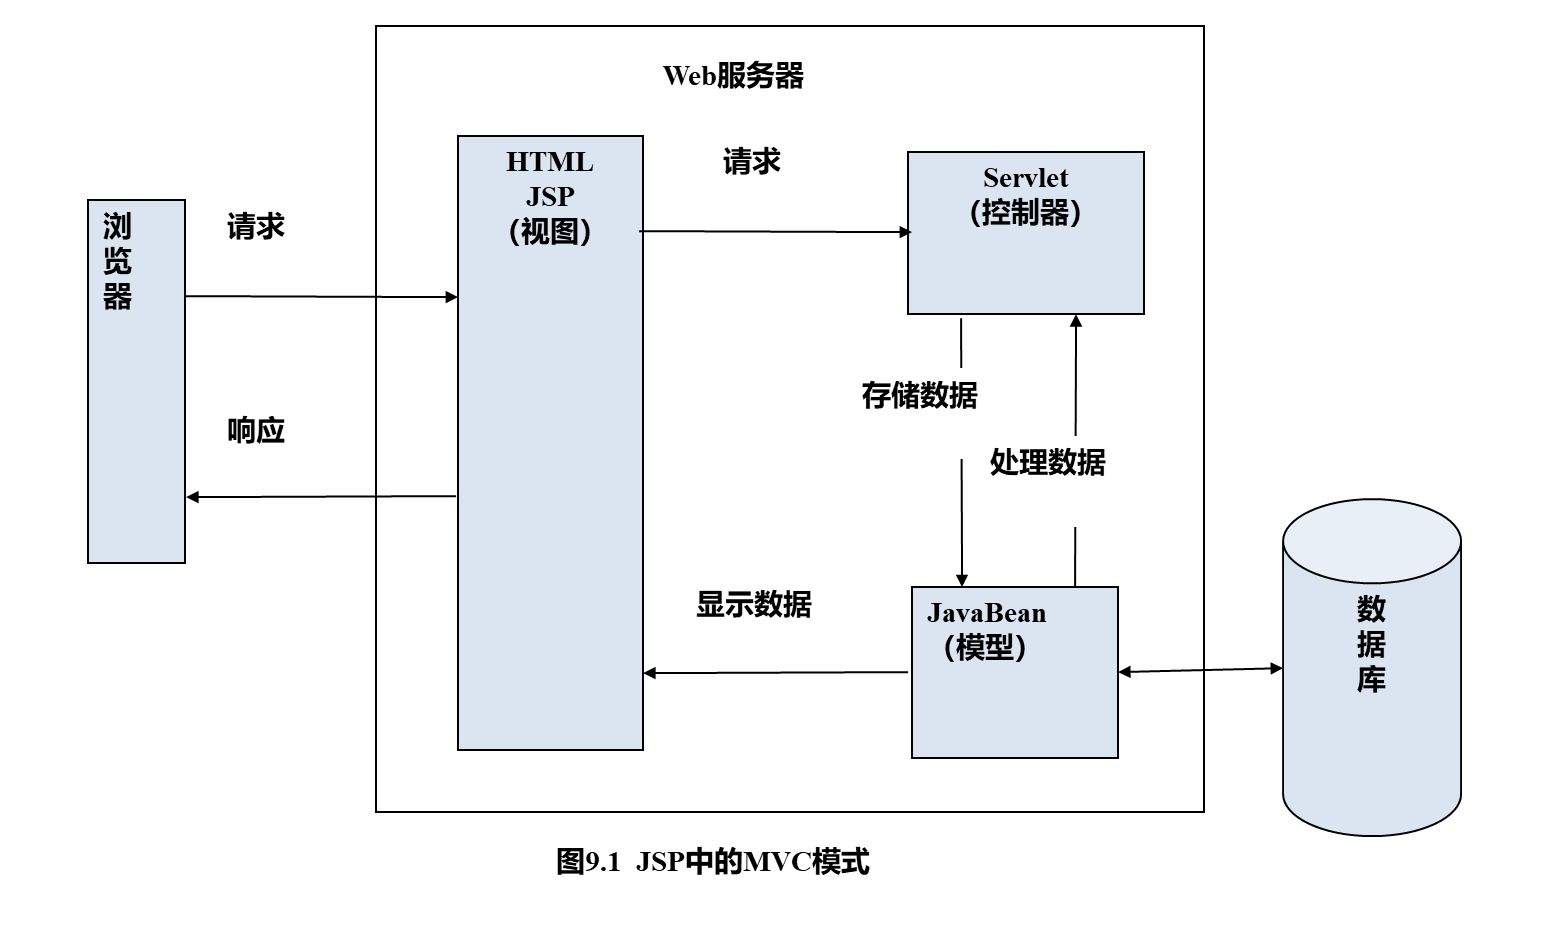 Web服务器
浏
览
器
请求
响应
HTML
JSP
（视图）
请求
Servlet
（控制器）
存储数据
处理数据
显示数据
JavaBean
（模型）
数
据
库
图9.1 JSP中的MVC模式